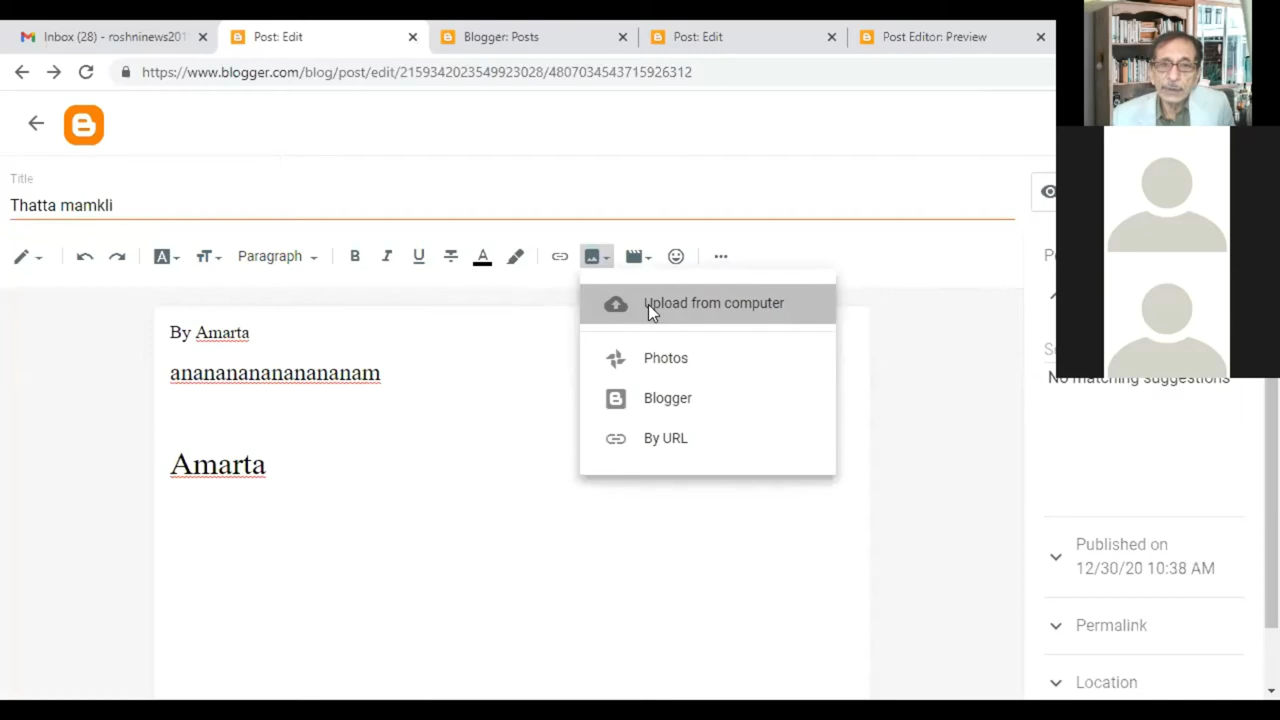 Inbox (28) - roshninews201
Post: Edit
Blogger: Posts
Post: Edit
Post Editor: Preview
https://www.blogger.com/blog/post/edit/2159342023549923028/4807034543715926312
Title
Thatta mamkli
Paragraph
B I U A
By Amarta
anananananananam
Amarta
Upload from computer
Photos
Blogger
By URL
No matching suggestions
Published on
12/30/20 10:38 AM
Permalink
Location